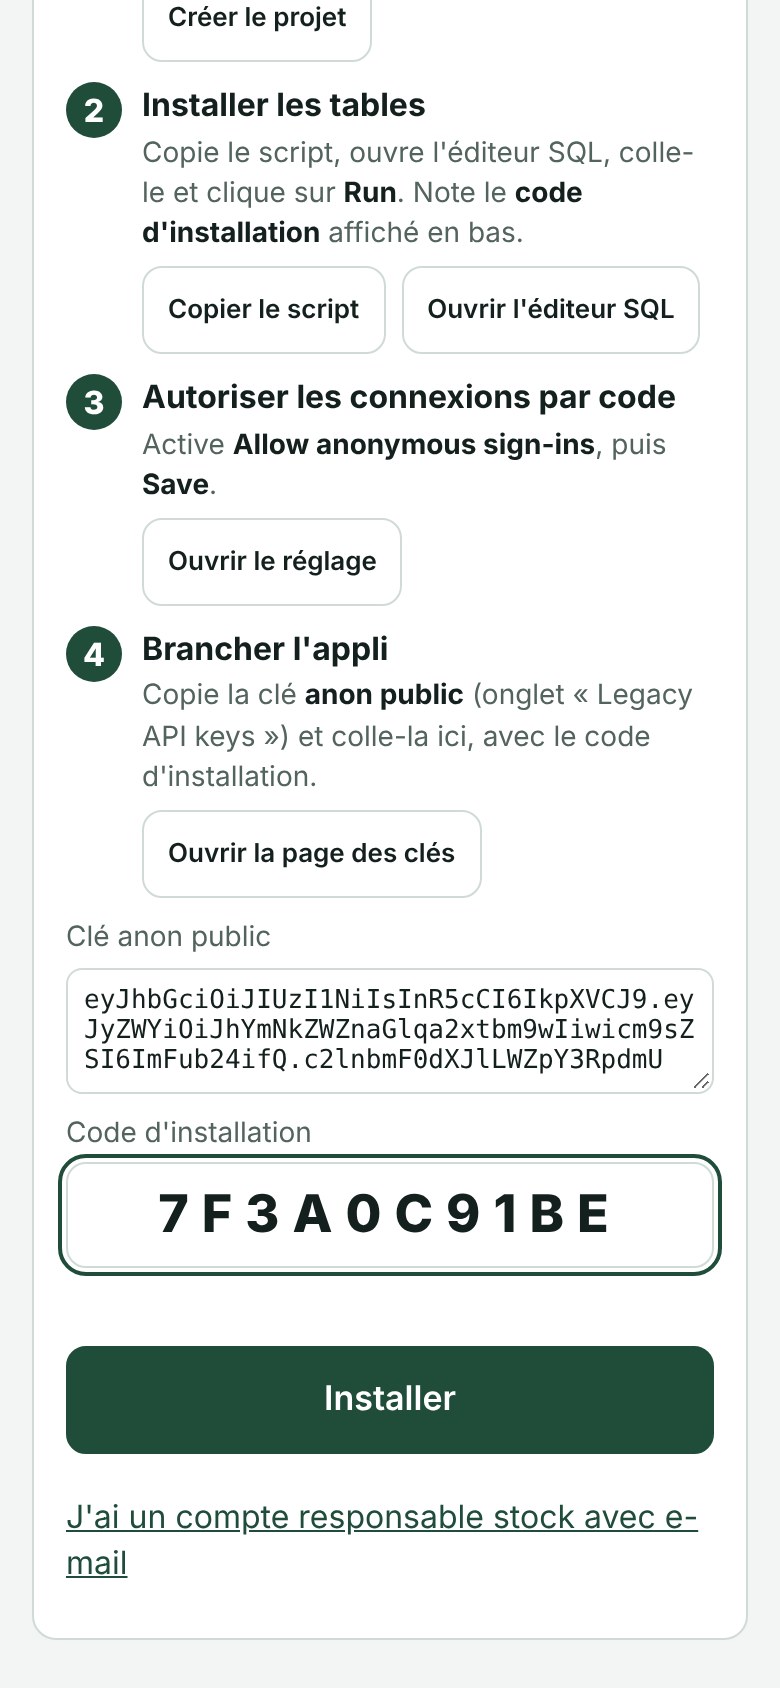 Créer le projet
2
Installer les tables
Copie le script, ouvre l'éditeur SQL, colle-
le et clique sur Run. Note le code
d'installation affiché en bas.
Copier le script
Ouvrir l'éditeur SQL
3
Autoriser les connexions par code
Active Allow anonymous sign-ins, puis
Save.
Ouvrir le réglage
4
Brancher l'appli
Copie la clé anon public (onglet « Legacy
API keys ») et colle-la ici, avec le code
d'installation.
Ouvrir la page des clés
Clé anon public
eyJhbGciOiJIUzI1NiIsInR5cCI6IkpXVCJ9.ey
JyZWYiOiJhYmNkZWZnaGlqa2xtbm9wIiwicm9sZ
SI6ImFub24ifQ.c2lnbmF0dXJlLWZpY3RpdmU
Code d'installation
7F3A0C91BE
Installer
J'ai un compte responsable stock avec e-
mail